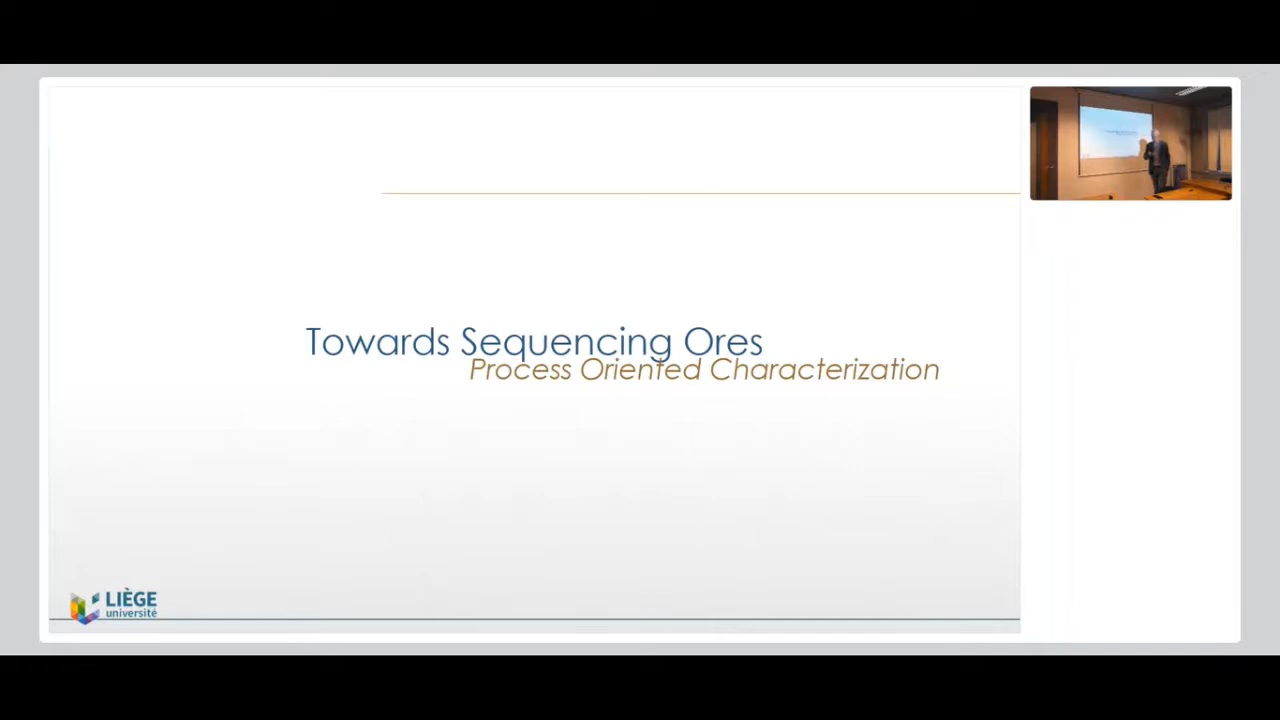 Towards Sequencing Ores
Process Oriented Characterization
LIÈGE
université